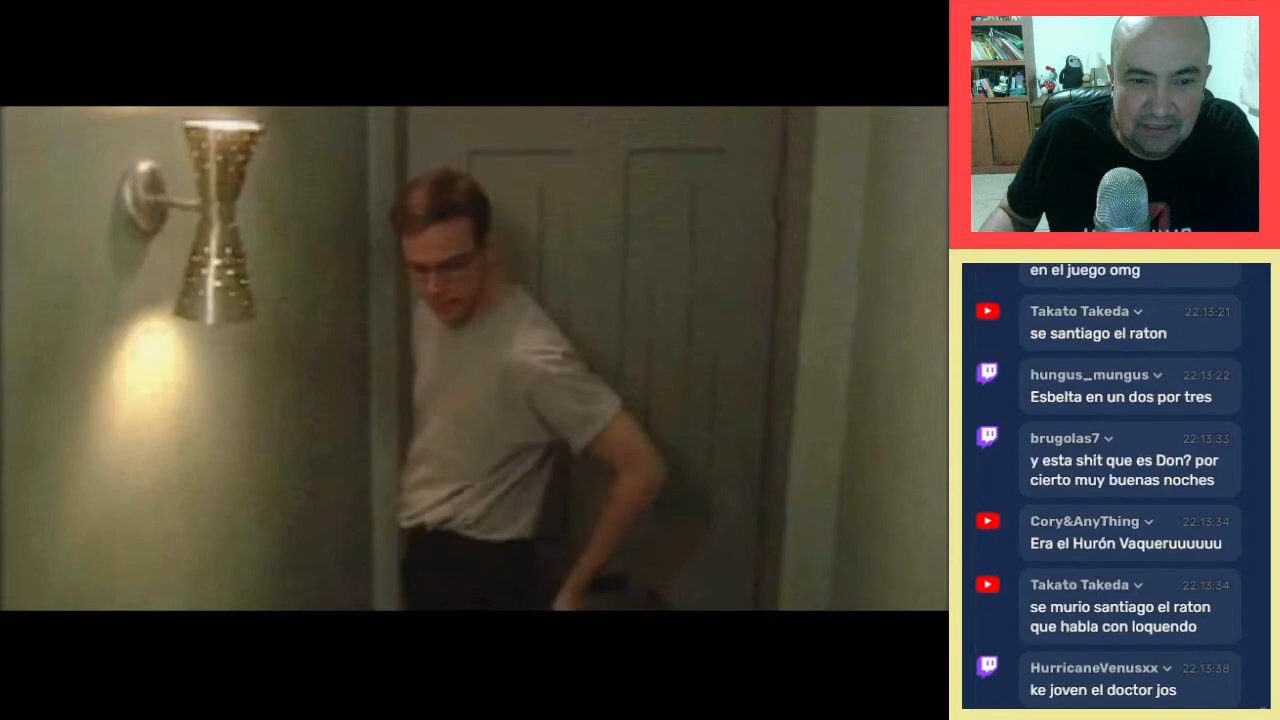 en el juego omg
Takato Takeda 22:13:21
se santiago el raton
hungus_mungus 22:13:22
Esbelta en un dos por tres
brugolas7 22:13:33
y esta shit que es Don? por
cierto muy buenas noches
Cory&AnyThing 22:13:34
Era el Hurón Vaqueruuuuuu
Takato Takeda 22:13:34
se murio santiago el raton
que habla con loquendo
HurricaneVenusxx 22:13:38
ke joven el doctor jos